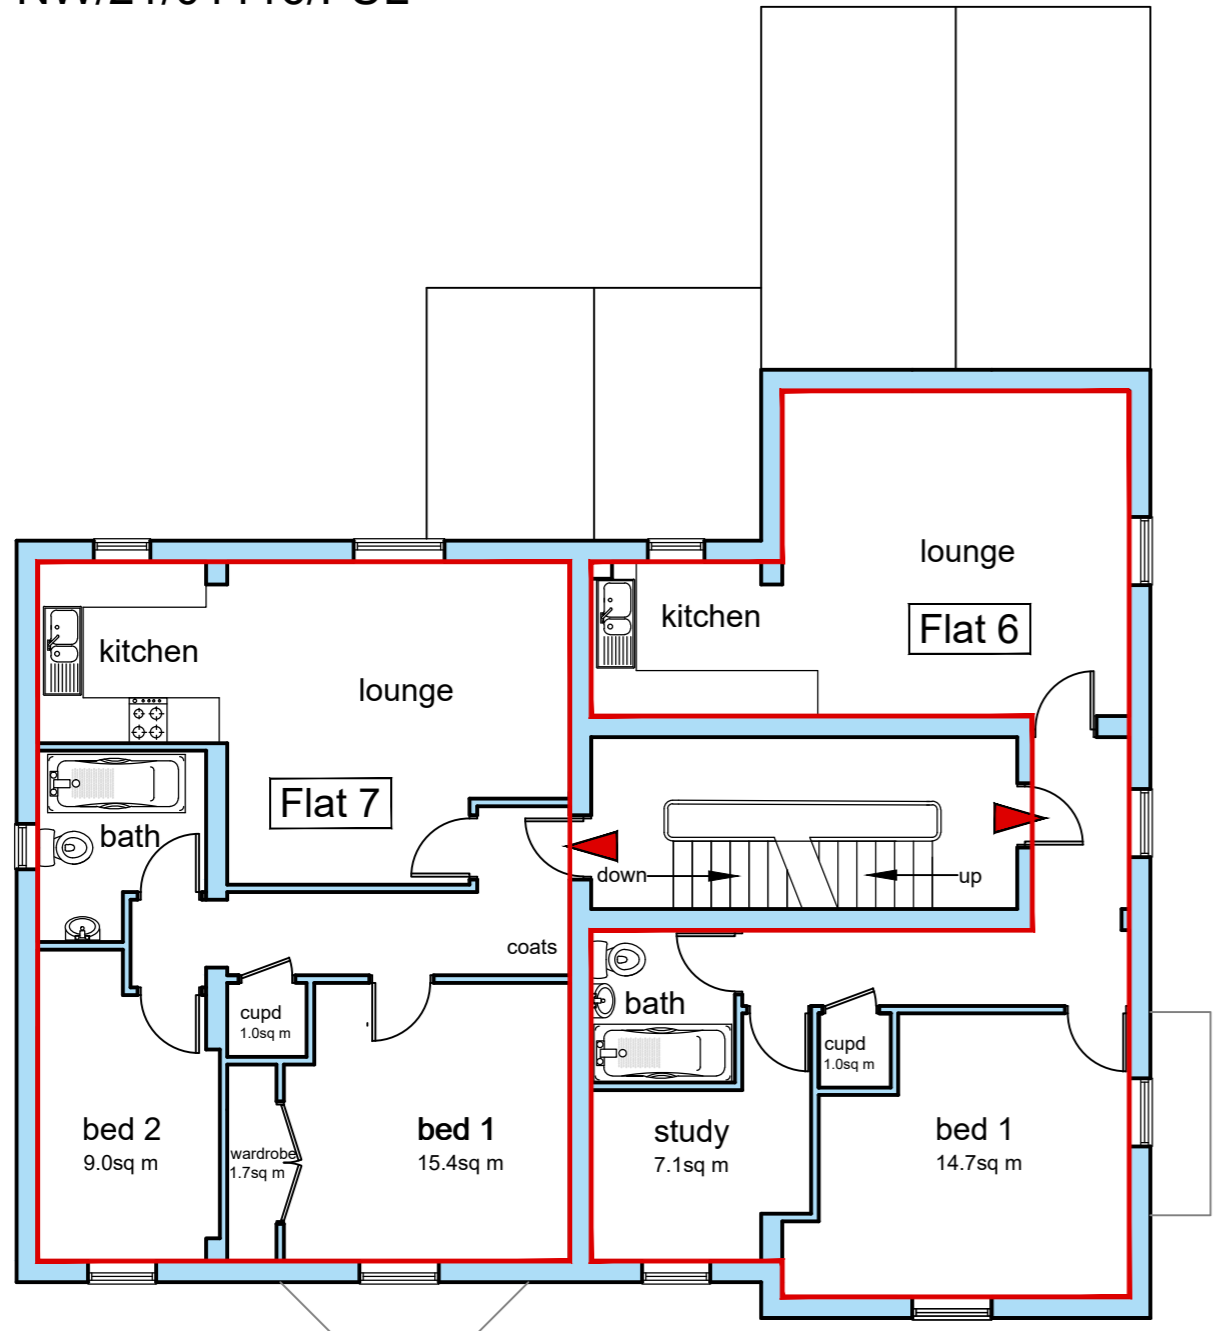 lounge
Flat 6
kitchen
kitchen
lounge
Flat 7
bath
down
up
coats
bath
cupd
1.0sq m
cupd
1.0sq m
bed 2
9.0sq m
wardrobe
1.7sq m
bed 1
15.4sq m
study
7.1sq m
bed 1
14.7sq m